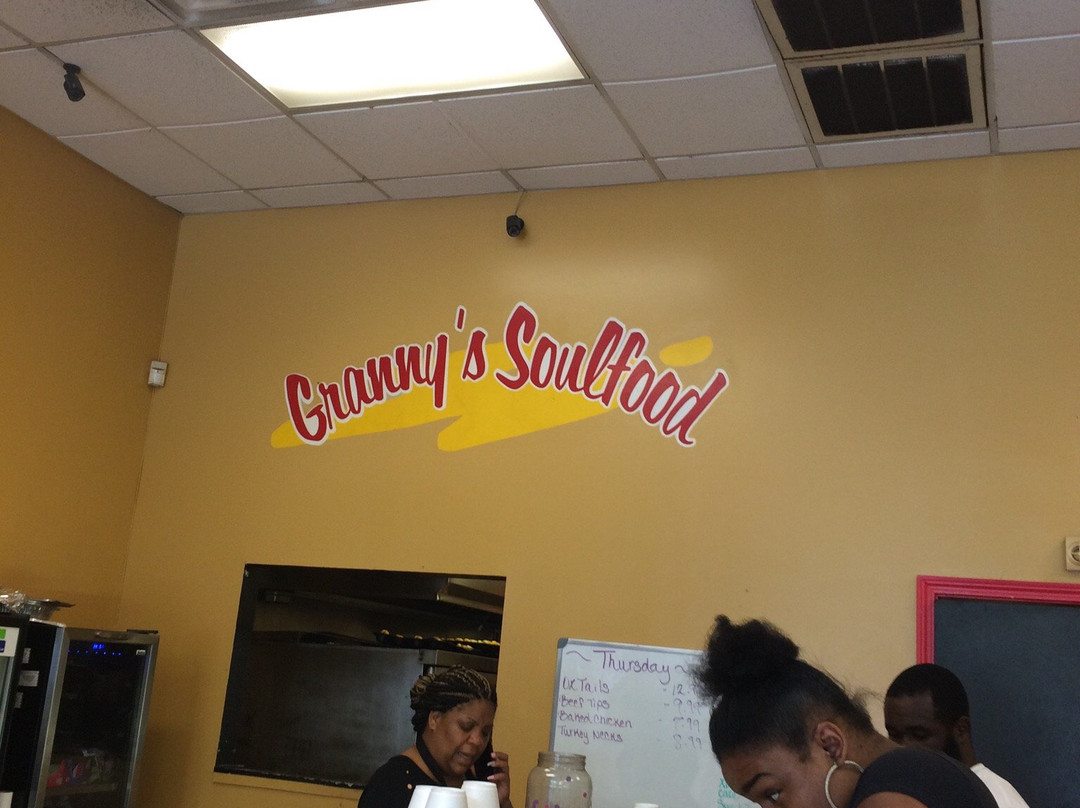 Granny's Soulfood
~ Thursday ~
Ox Tails
Beef Tips
Baked Chicken
Turkey Necks